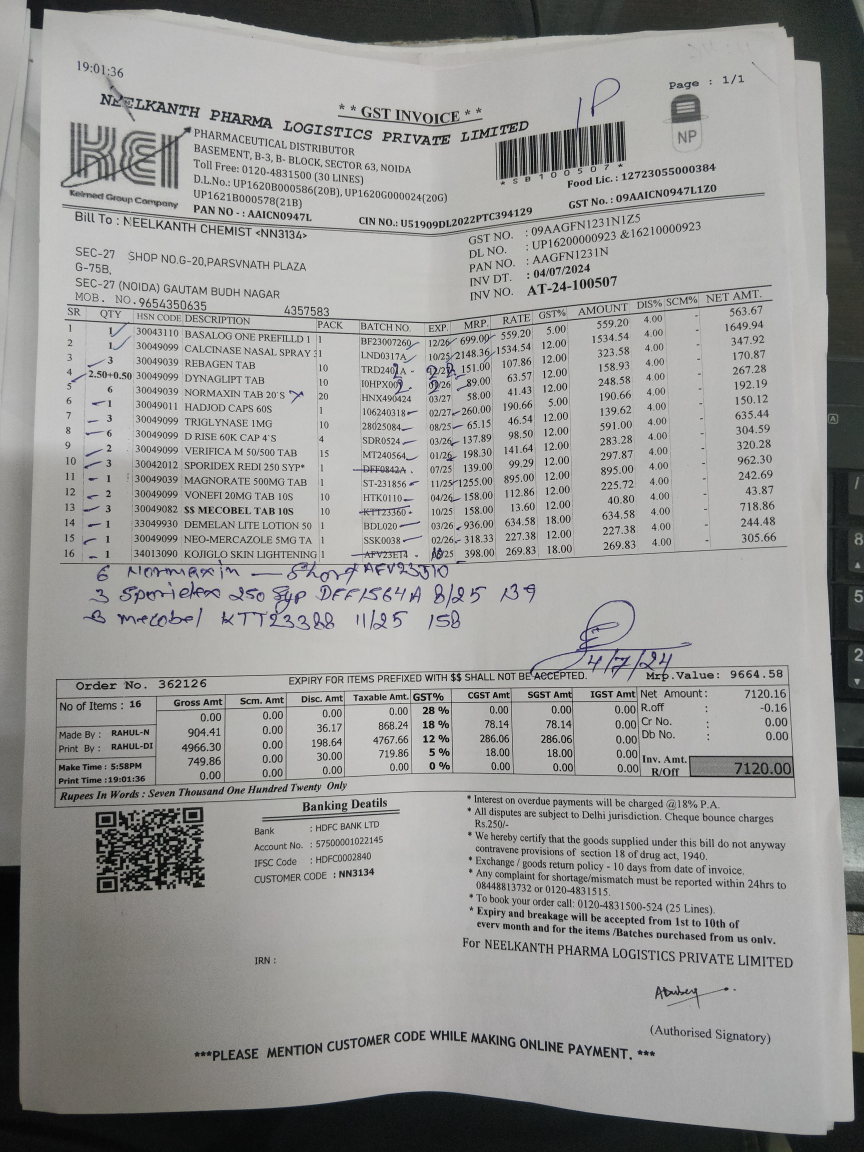 19:01:36
Page : 1/1
** GST INVOICE **
IP
NEELKANTH PHARMA LOGISTICS PRIVATE LIMITED
KEI
Keimed Group Company
NP
PHARMACEUTICAL DISTRIBUTOR
BASEMENT, B-3, B- BLOCK, SECTOR 63, NOIDA
Toll Free: 0120-4831500 (30 LINES)
D.L.No.: UP1620B000586(20B), UP1620G000024(20G)
UP1621B000578(21B)
PAN NO - : AAICN0947L
CIN NO.: U51909DL2022PTC394129
*SB100507*
Food Lic. : 12723055000384
GST No. : 09AAICN0947L1Z0
Bill To : NEELKANTH CHEMIST <NN3134>
SEC-27 SHOP NO.G-20,PARSVNATH PLAZA
G-75B,
SEC-27 (NOIDA) GAUTAM BUDH NAGAR
MOB. NO.9654350635 4357583
GST NO. : 09AAGFN1231N1Z5
DL NO. : UP16200000923 &16210000923
PAN NO. : AAGFN1231N
INV DT. : 04/07/2024
INV NO. AT-24-100507
SR QTY HSN CODE DESCRIPTION PACK BATCH NO. EXP. MRP. RATE GST% AMOUNT DIS% SCM% NET AMT.
1 1 30043110 BASALOG ONE PREFILLD 1 1 BF23007260 12/26 699.00 559.20 5.00 559.20 4.00 - 563.67
2 1 30049099 CALCINASE NASAL SPRAY 1 LND0317A 10/25 2148.36 1534.54 12.00 1534.54 4.00 - 1649.94
3 3 30049039 REBAGEN TAB 10 151.00 107.86 12.00 323.58 4.00 - 347.92
4 2.50+0.50 30049099 DYNAGLIPT TAB 10 89.00 63.57 12.00 158.93 4.00 - 170.87
5 6 30049039 NORMAXIN TAB 20'S 20 HNX490424 03/27 58.00 41.43 12.00 248.58 4.00 - 267.28
6 1 30049011 HADJOD CAPS 60S 1 106240318 02/27 260.00 190.66 5.00 190.66 4.00 - 192.19
7 3 30049099 TRIGLYNASE 1MG 10 28025084 08/25 65.15 46.54 12.00 139.62 4.00 - 150.12
8 6 30049099 D RISE 60K CAP 4`S 4 SDR0524 03/26 137.89 98.50 12.00 591.00 4.00 - 635.44
9 2 30049099 VERIFICA M 50/500 TAB 15 MT240564 01/26 198.30 141.64 12.00 283.28 4.00 - 304.59
10 3 30042012 SPORIDEX REDI 250 SYP* 1 DFF0842A 07/25 139.00 99.29 12.00 297.87 4.00 - 320.28
11 1 30049039 MAGNORATE 500MG TAB 1 ST-231856 11/25 1255.00 895.00 12.00 895.00 4.00 - 962.30
12 2 30049099 VONEFI 20MG TAB 10S 10 HTK0110 04/26 158.00 112.86 12.00 225.72 4.00 - 242.69
13 3 30049082 $$ MECOBEL TAB 10S 10 KTT23360 10/25 158.00 13.60 12.00 40.80 4.00 - 43.87
14 1 33049930 DEMELAN LITE LOTION 50 1 BDL020 03/26 936.00 634.58 18.00 634.58 4.00 - 718.86
15 1 30049099 NEO-MERCAZOLE 5MG TA 1 SSK0038 02/26 318.33 227.38 12.00 227.38 4.00 - 244.48
16 1 34013090 KOJIGLO SKIN LIGHTENING 1 AFV23E14 398.00 269.83 18.00 269.83 4.00 - 305.66
6 Normaxin — Short AFV23J10
3 Sporidex 250 Syp DFF1564A 8/25 139
3 mecobel KTT23388 11/25 158
4/7/24
Order No. 362126 EXPIRY FOR ITEMS PREFIXED WITH $$ SHALL NOT BE ACCEPTED. Mrp.Value: 9664.58
No of Items : 16 Gross Amt Scm. Amt Disc. Amt Taxable Amt. GST% CGST Amt SGST Amt IGST Amt Net Amount : 7120.16
0.00 0.00 0.00 0.00 28 % 0.00 0.00 0.00 R.off : -0.16
Made By : RAHUL-N 904.41 0.00 36.17 868.24 18 % 78.14 78.14 0.00 Cr No. : 0.00
Print By : RAHUL-DI 4966.30 0.00 198.64 4767.66 12 % 286.06 286.06 0.00 Db No. : 0.00
Make Time : 5:58PM 749.86 0.00 30.00 719.86 5 % 18.00 18.00 0.00 Inv. Amt.
Print Time :19:01:36 0.00 0.00 0.00 0.00 0 % 0.00 0.00 0.00 R/Off 7120.00
Rupees In Words : Seven Thousand One Hundred Twenty Only
Banking Deatils
Bank : HDFC BANK LTD
Account No. : 57500001022145
IFSC Code : HDFC0002840
CUSTOMER CODE : NN3134
* Interest on overdue payments will be charged @18% P.A.
* All disputes are subject to Delhi jurisdiction. Cheque bounce charges
Rs.250/-
* We hereby certify that the goods supplied under this bill do not anyway
contravene provisions of section 18 of drug act, 1940.
* Exchange / goods return policy - 10 days from date of invoice.
* Any complaint for shortage/mismatch must be reported within 24hrs to
08448813732 or 0120-4831515.
* To book your order call: 0120-4831500-524 (25 Lines).
* Expiry and breakage will be accepted from 1st to 10th of
every month and for the items /Batches purchased from us only.
For NEELKANTH PHARMA LOGISTICS PRIVATE LIMITED
IRN :
(Authorised Signatory)
***PLEASE MENTION CUSTOMER CODE WHILE MAKING ONLINE PAYMENT. ***